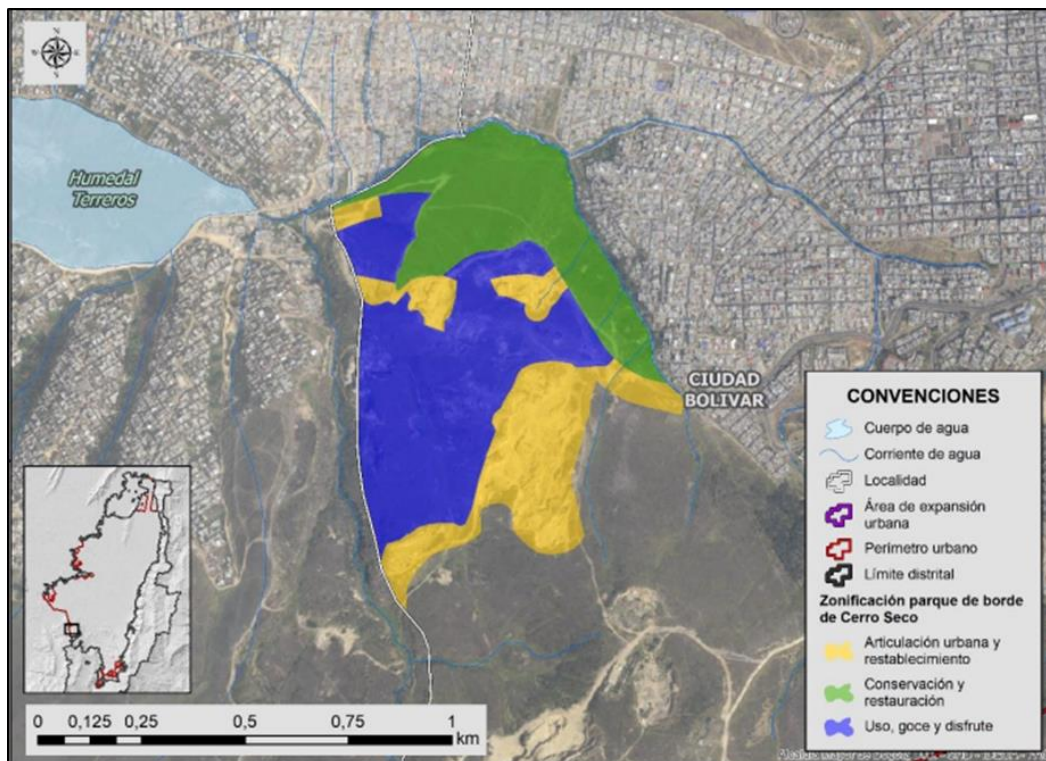 Humedal
Terreros
CIUDAD
BOLIVAR
CONVENCIONES
Cuerpo de agua
Corriente de agua
Localidad
Área de expansión
urbana
Perímetro urbano
Límite distrital
Zonificación parque de borde
de Cerro Seco
Articulación urbana y
restablecimiento
Conservación y
restauración
Uso, goce y disfrute
0 0,125 0,25 0,5 0,75 1
km